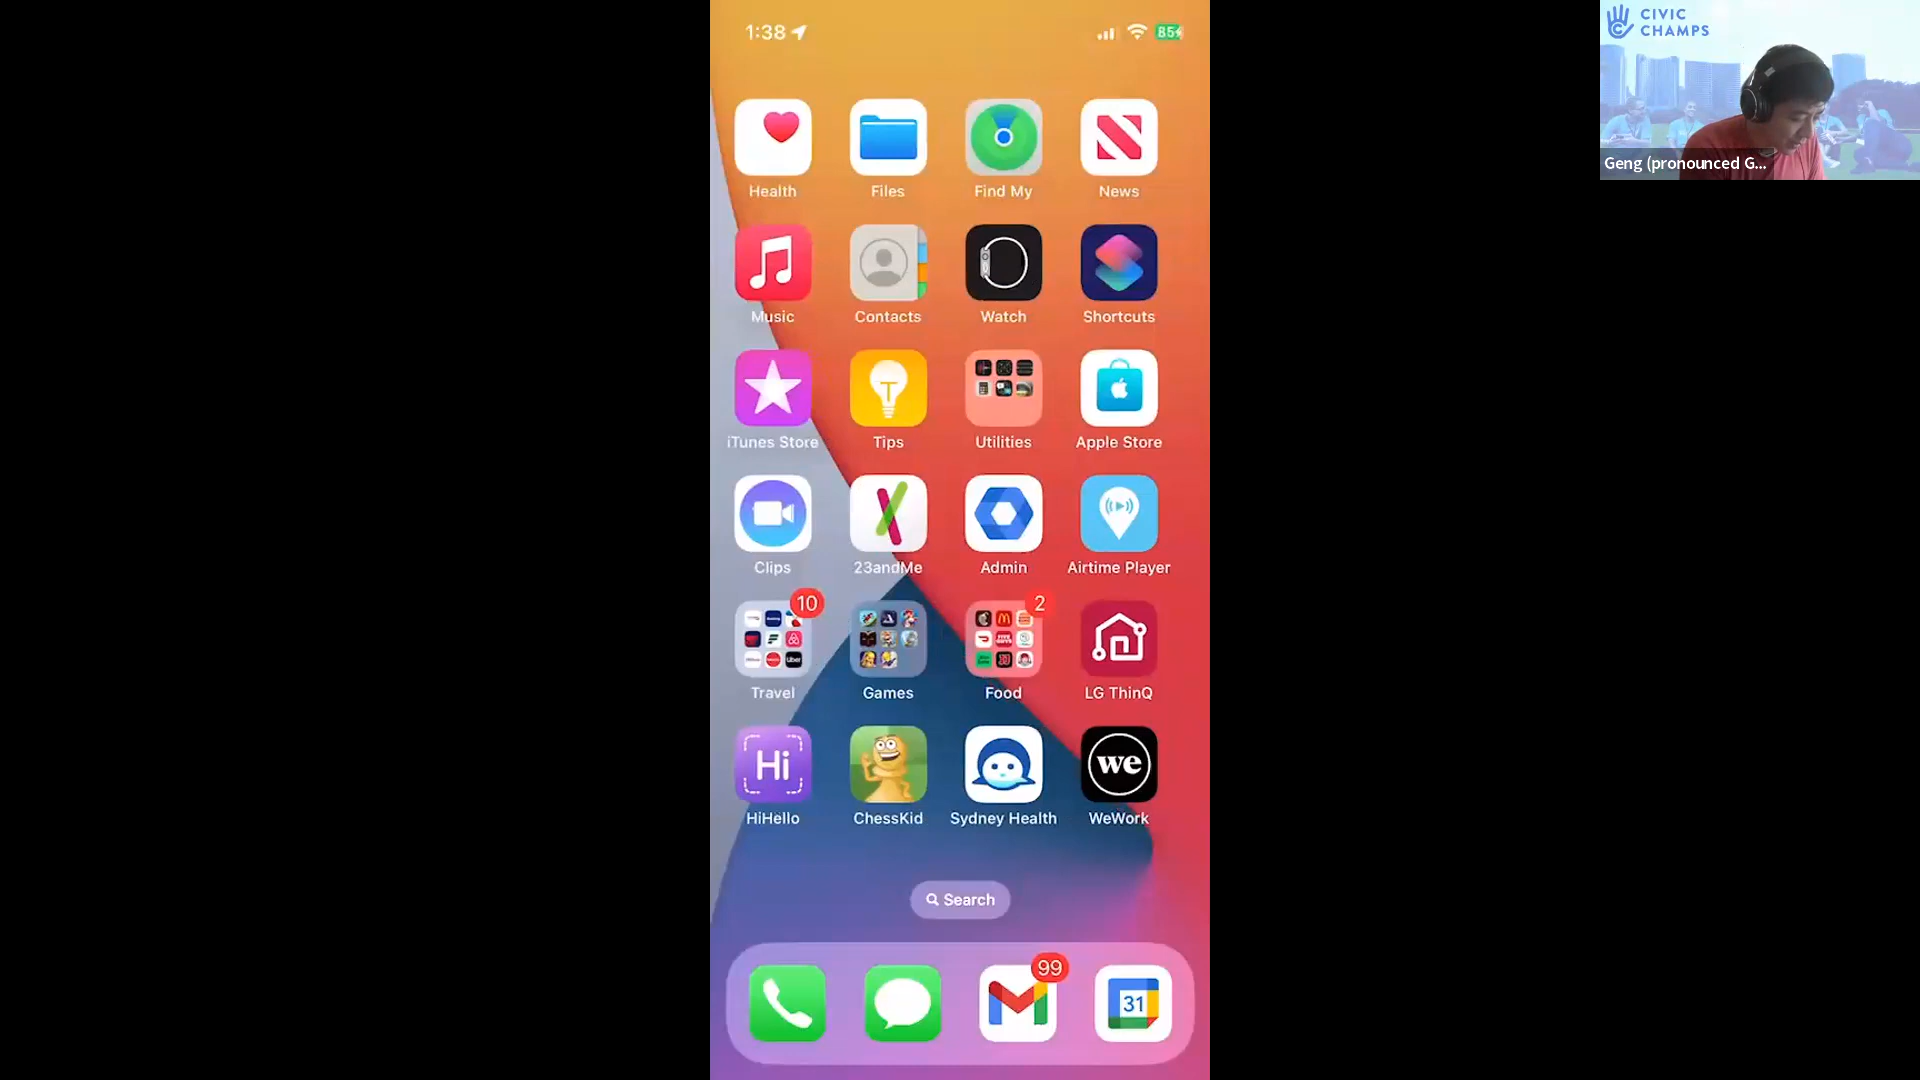 1:38
85
CIVIC
CHAMPS
Geng (pronounced G...
Health
Files
Find My
News
Music
Contacts
Watch
Shortcuts
iTunes Store
Tips
Utilities
Apple Store
Clips
23andMe
Admin
Airtime Player
10
2
Travel
Games
Food
LG ThinQ
Hi
we
HiHello
ChessKid
Sydney Health
WeWork
Search
99
31